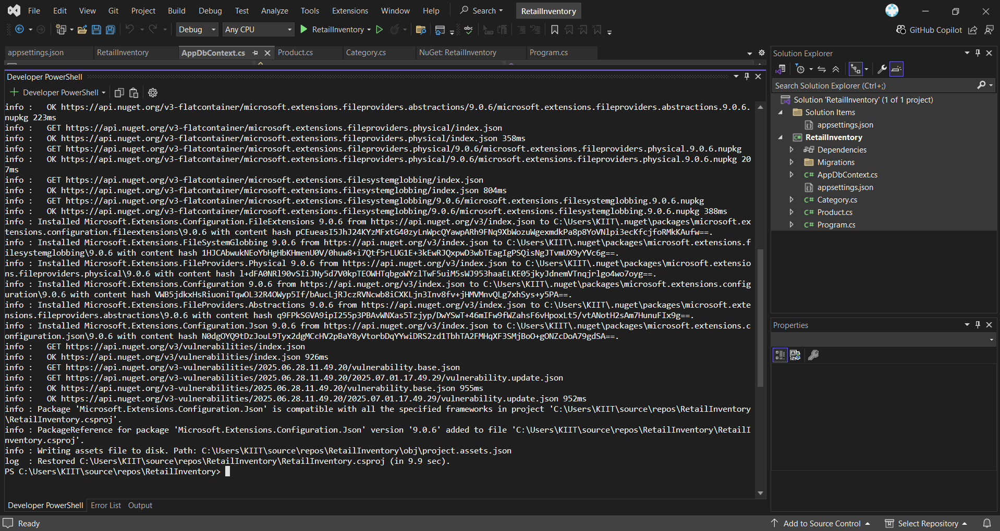 File Edit View Git Project Build Debug Test Analyze Tools Extensions Window Help Search RetailInventory
Debug Any CPU RetailInventory GitHub Copilot
appsettings.json RetailInventory AppDbContext.cs Product.cs Category.cs NuGet: RetailInventory Program.cs
Developer PowerShell
Developer PowerShell
info :   OK https://api.nuget.org/v3-flatcontainer/microsoft.extensions.fileproviders.abstractions/9.0.6/microsoft.extensions.fileproviders.abstractions.9.0.6.
nupkg 223ms
info :   GET https://api.nuget.org/v3-flatcontainer/microsoft.extensions.fileproviders.physical/index.json
info :   OK https://api.nuget.org/v3-flatcontainer/microsoft.extensions.fileproviders.physical/index.json 358ms
info :   GET https://api.nuget.org/v3-flatcontainer/microsoft.extensions.fileproviders.physical/9.0.6/microsoft.extensions.fileproviders.physical.9.0.6.nupkg
info :   OK https://api.nuget.org/v3-flatcontainer/microsoft.extensions.fileproviders.physical/9.0.6/microsoft.extensions.fileproviders.physical.9.0.6.nupkg 20
7ms
info :   GET https://api.nuget.org/v3-flatcontainer/microsoft.extensions.filesystemglobbing/index.json
info :   OK https://api.nuget.org/v3-flatcontainer/microsoft.extensions.filesystemglobbing/index.json 804ms
info :   GET https://api.nuget.org/v3-flatcontainer/microsoft.extensions.filesystemglobbing/9.0.6/microsoft.extensions.filesystemglobbing.9.0.6.nupkg
info :   OK https://api.nuget.org/v3-flatcontainer/microsoft.extensions.filesystemglobbing/9.0.6/microsoft.extensions.filesystemglobbing.9.0.6.nupkg 388ms
info : Installed Microsoft.Extensions.Configuration.FileExtensions 9.0.6 from https://api.nuget.org/v3/index.json to C:\Users\KIIT\.nuget\packages\microsoft.ex
tensions.configuration.fileextensions\9.0.6 with content hash pCEueasI5JhJ24KYzMFxtG40zyLnWpcQYawpARh9FNq9XbWozuWgexmdkPa8p8YoVNlpi3ecKfcjfoRMkKAufw==.
info : Installed Microsoft.Extensions.FileSystemGlobbing 9.0.6 from https://api.nuget.org/v3/index.json to C:\Users\KIIT\.nuget\packages\microsoft.extensions.f
ilesystemglobbing\9.0.6 with content hash 1HJCAbwukNEoYbHgHbKHmenU0V/0huw8+i7Qtf5rLUG1E+3kEwRJQxpwD3wbTEagIgPSQisNgJTvmUX9yYVc6g==.
info : Installed Microsoft.Extensions.FileProviders.Physical 9.0.6 from https://api.nuget.org/v3/index.json to C:\Users\KIIT\.nuget\packages\microsoft.extensio
ns.fileproviders.physical\9.0.6 with content hash l+dFA0NRl90vSIiJNy5d7V0kpTEOWHTqbgoWYzlTwF5uiM5sWJ953haaELKE05jkyJdnemVTnqjrlgo4wo7oyg==.
info : Installed Microsoft.Extensions.Configuration 9.0.6 from https://api.nuget.org/v3/index.json to C:\Users\KIIT\.nuget\packages\microsoft.extensions.config
uration\9.0.6 with content hash VWB5jdkxHsRiuoniTqwOL32R4OWyp5If/bAucLjRJczRVNcwb8iCXKLjn3Inv8fv+jHMVMnvQLg7xhSys+y5PA==.
info : Installed Microsoft.Extensions.FileProviders.Abstractions 9.0.6 from https://api.nuget.org/v3/index.json to C:\Users\KIIT\.nuget\packages\microsoft.exte
nsions.fileproviders.abstractions\9.0.6 with content hash q9FPkSGVA9ipI255p3PBAvWNXas5Tzjyp/DwYSwT+46mIFw9fWZahsF6vHpoxLt5/vtANotH2sAm7HunuFIx9g==.
info : Installed Microsoft.Extensions.Configuration.Json 9.0.6 from https://api.nuget.org/v3/index.json to C:\Users\KIIT\.nuget\packages\microsoft.extensions.c
onfiguration.json\9.0.6 with content hash N0dgOYQ9tDzJouL9Tyx2dgMCcHV2pBaY8yVtorbDqYYwiDRS2zd1TbhTA2FMHqXF3SMjBoO+gONZcDoA79gdSA==.
info :   GET https://api.nuget.org/v3/vulnerabilities/index.json
info :   OK https://api.nuget.org/v3/vulnerabilities/index.json 926ms
info :   GET https://api.nuget.org/v3-vulnerabilities/2025.06.28.11.49.20/vulnerability.base.json
info :   GET https://api.nuget.org/v3-vulnerabilities/2025.06.28.11.49.20/2025.07.01.17.49.29/vulnerability.update.json
info :   OK https://api.nuget.org/v3-vulnerabilities/2025.06.28.11.49.20/vulnerability.base.json 955ms
info :   OK https://api.nuget.org/v3-vulnerabilities/2025.06.28.11.49.20/2025.07.01.17.49.29/vulnerability.update.json 952ms
info : Package 'Microsoft.Extensions.Configuration.Json' is compatible with all the specified frameworks in project 'C:\Users\KIIT\source\repos\RetailInventory
\RetailInventory.csproj'.
info : PackageReference for package 'Microsoft.Extensions.Configuration.Json' version '9.0.6' added to file 'C:\Users\KIIT\source\repos\RetailInventory\RetailI
nventory.csproj'.
info : Writing assets file to disk. Path: C:\Users\KIIT\source\repos\RetailInventory\obj\project.assets.json
log  : Restored C:\Users\KIIT\source\repos\RetailInventory\RetailInventory.csproj (in 9.9 sec).
PS C:\Users\KIIT\source\repos\RetailInventory>
Developer PowerShell Error List Output
Solution Explorer
Search Solution Explorer (Ctrl+;)
Solution 'RetailInventory' (1 of 1 project)
Solution Items
appsettings.json
RetailInventory
Dependencies
Migrations
AppDbContext.cs
appsettings.json
Category.cs
Product.cs
Program.cs
Properties
Ready Add to Source Control Select Repository